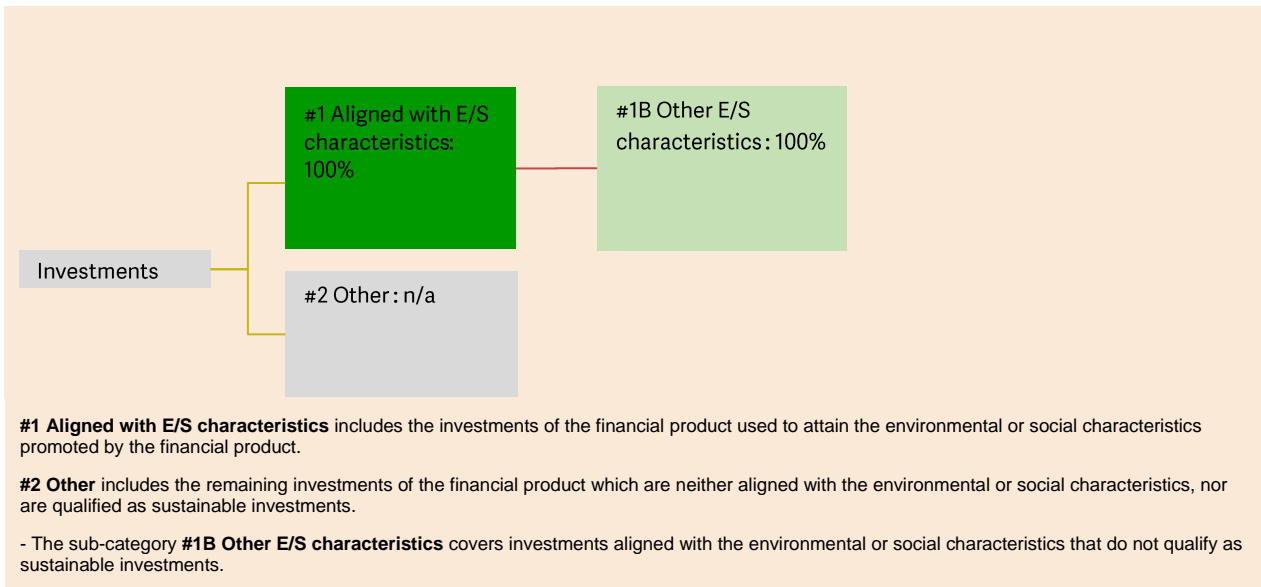 #1 Aligned with E/S
characteristics:
100%
#1B Other E/S
characteristics : 100%
Investments
#2 Other : n/a
#1 Aligned with E/S characteristics includes the investments of the financial product used to attain the environmental or social characteristics
promoted by the financial product.
#2 Other includes the remaining investments of the financial product which are neither aligned with the environmental or social characteristics, nor
are qualified as sustainable investments.
- The sub-category #1B Other E/S characteristics covers investments aligned with the environmental or social characteristics that do not qualify as
sustainable investments.